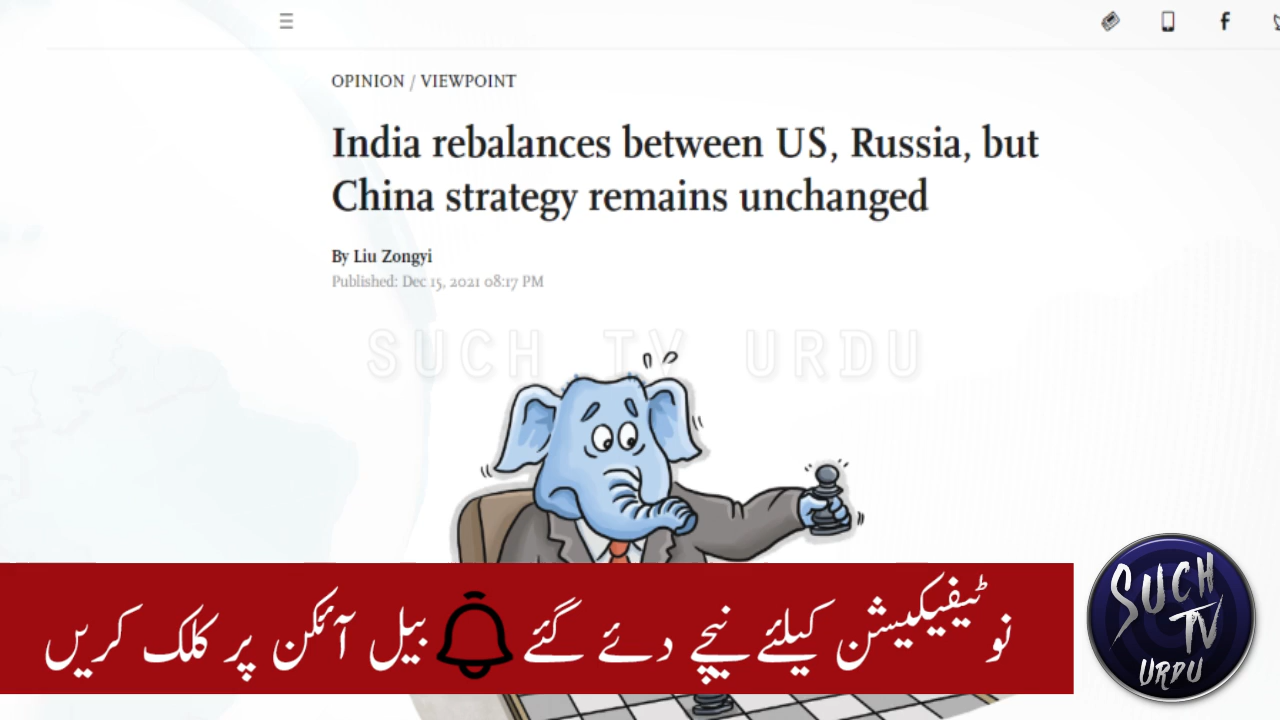 OPINION / VIEWPOINT
India rebalances between US, Russia, but
China strategy remains unchanged
By Liu Zongyi
Published: Dec 15, 2021 08:17 PM
SUCH TV URDU
نوٹیفیکیشن کیلئے نیچے دئے گئے بیل آئکن پر کلک کریں
SUCH
TV
URDU